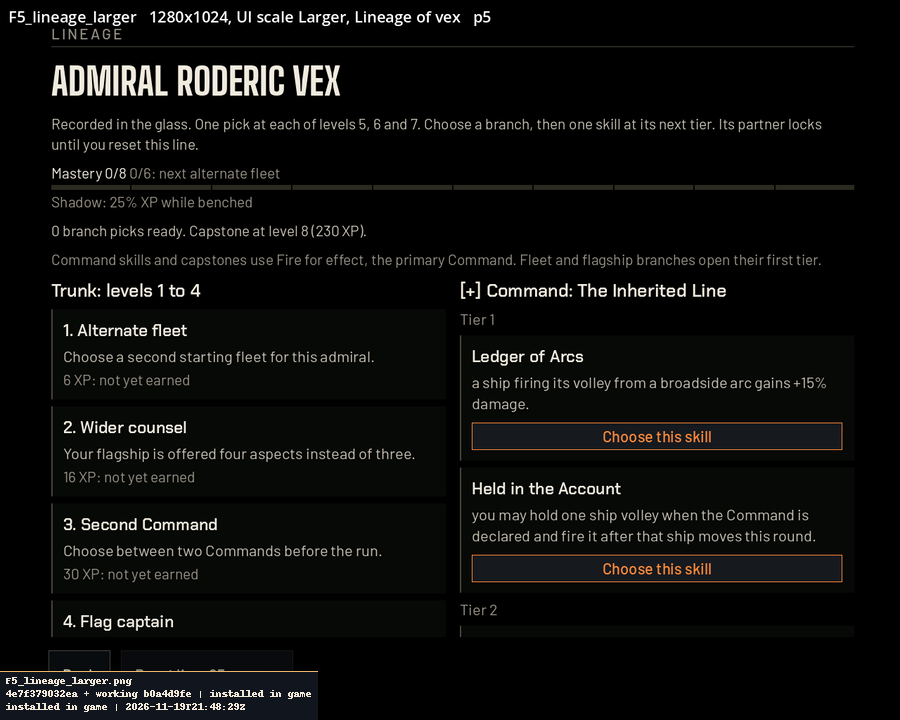 F5_lineage_larger 1280x1024, UI scale Larger, Lineage of vex p5
LINEAGE
ADMIRAL RODERIC VEX
Recorded in the glass. One pick at each of levels 5, 6 and 7. Choose a branch, then one skill at its next tier. Its partner locks
until you reset this line.
Mastery 0/8 0/6: next alternate fleet
Shadow: 25% XP while benched
0 branch picks ready. Capstone at level 8 (230 XP).
Command skills and capstones use Fire for effect, the primary Command. Fleet and flagship branches open their first tier.
Trunk: levels 1 to 4
1. Alternate fleet
Choose a second starting fleet for this admiral.
6 XP: not yet earned
2. Wider counsel
Your flagship is offered four aspects instead of three.
16 XP: not yet earned
3. Second Command
Choose between two Commands before the run.
30 XP: not yet earned
4. Flag captain
[+] Command: The Inherited Line
Tier 1
Ledger of Arcs
a ship firing its volley from a broadside arc gains +15%
damage.
Choose this skill
Held in the Account
you may hold one ship volley when the Command is
declared and fire it after that ship moves this round.
Choose this skill
Tier 2
F5_lineage_larger.png
4e7f379032ea + working b0a4d9fe | installed in game
installed in game | 2026-11-19T21:48:29Z